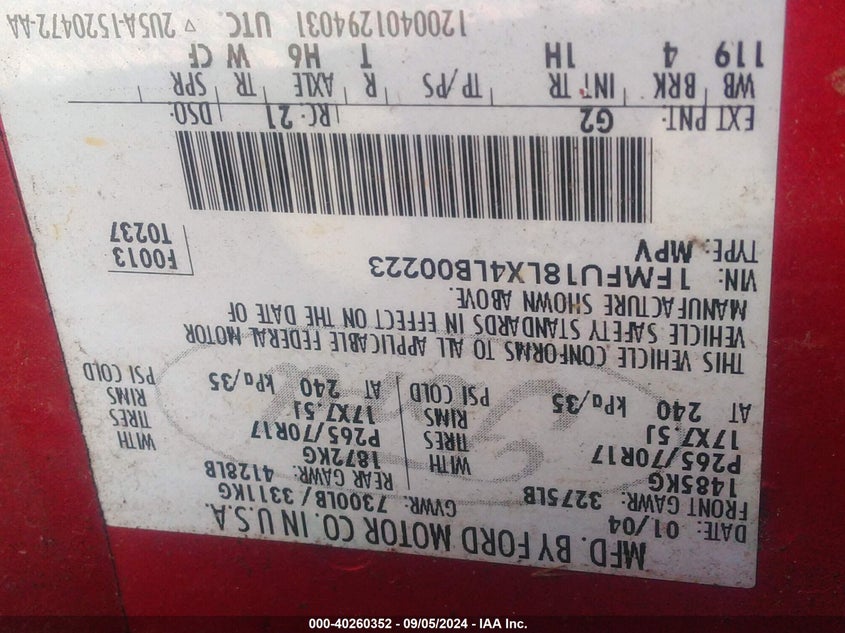 MFD. BY FORD MOTOR CO. IN U.S.A.
DATE: 01/04 GVWR: 7300LB / 3311KG
FRONT GAWR: 3275LB REAR GAWR: 4128LB
1485KG 1872KG
P265/70R17 WITH TIRES P265/70R17 WITH TIRES
17X7.5J RIMS 17X7.5J RIMS
AT 240 kPa/35 PSI COLD AT 240 kPa/35 PSI COLD
THIS VEHICLE CONFORMS TO ALL APPLICABLE FEDERAL MOTOR
VEHICLE SAFETY STANDARDS IN EFFECT ON THE DATE OF
MANUFACTURE SHOWN ABOVE.
VIN: 1FMFU18LX4LB00223 F0013
TYPE: MPV T0237
EXT PNT: G2 RC: 21 DSO:
WB BRK INT TR TP/PS R AXLE TR SPR
119 4 1H T H6 W CF
1200401294031 UTC ▽ 2U5A-1520472-AA
Ford
000-40260352 - 09/05/2024 - IAA Inc.